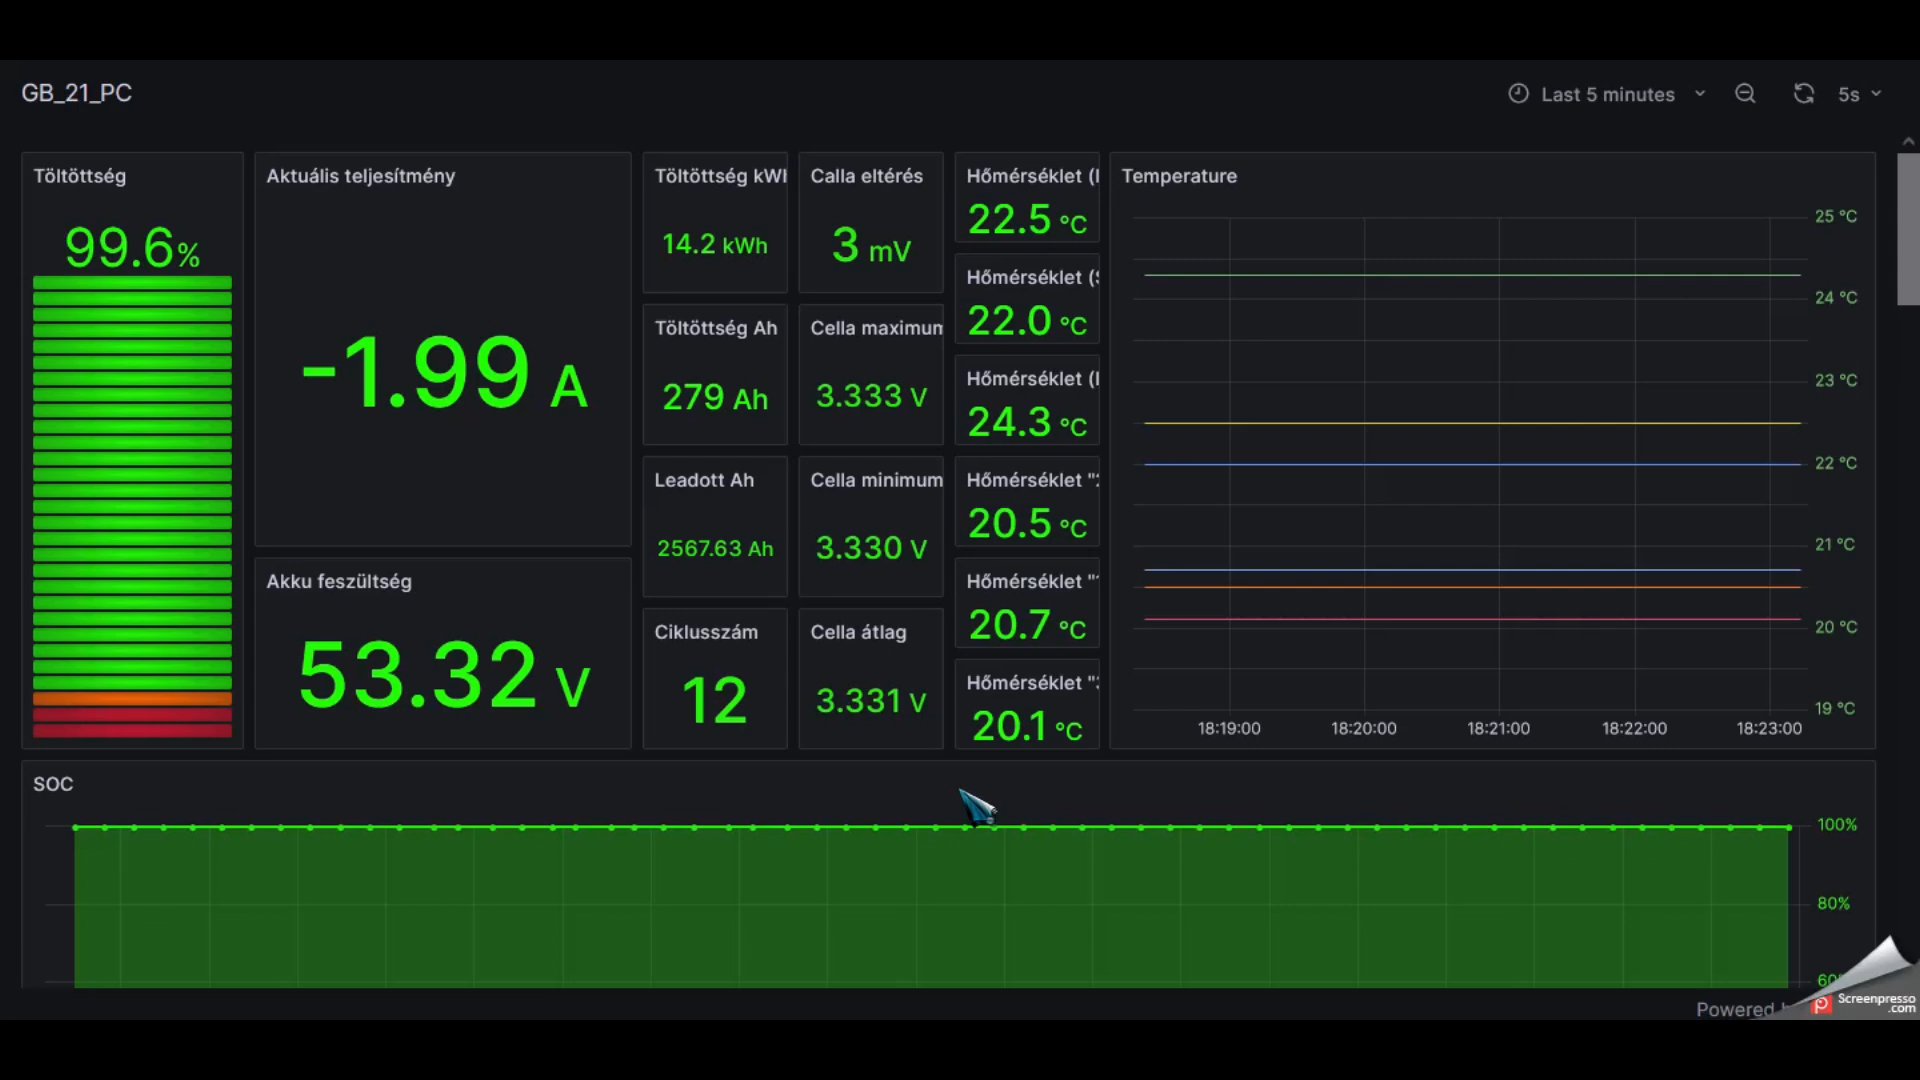 GB_21_PC
Last 5 minutes
5s
Töltöttség
99.6%
Aktuális teljesítmény
-1.99 A
Akku feszültség
53.32 V
Töltöttség kW
14.2 kWh
Töltöttség Ah
279 Ah
Leadott Ah
2567.63 Ah
Ciklusszám
12
Calla eltérés
3 mV
Cella maximum
3.333 V
Cella minimum
3.330 V
Cella átlag
3.331 V
Hőmérséklet (
22.5 °C
Hőmérséklet (
22.0 °C
Hőmérséklet (
24.3 °C
Hőmérséklet "
20.5 °C
Hőmérséklet "
20.7 °C
Hőmérséklet "
20.1 °C
Temperature
25 °C
24 °C
23 °C
22 °C
21 °C
20 °C
19 °C
18:19:00 18:20:00 18:21:00 18:22:00 18:23:00
SOC
100%
80%
60
Powered
Screenpresso
.com